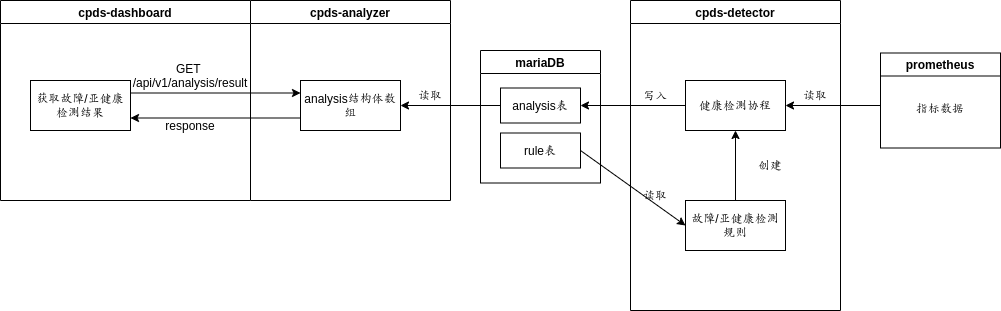 cpds-dashboard
cpds-analyzer
cpds-detector
mariaDB
prometheus
GET
/api/v1/analysis/result
获取故障/亚健康
检测结果
response
analysis结构体数
组
读取
analysis表
rule表
写入
健康检测协程
读取
指标数据
创建
读取
故障/亚健康检测
规则